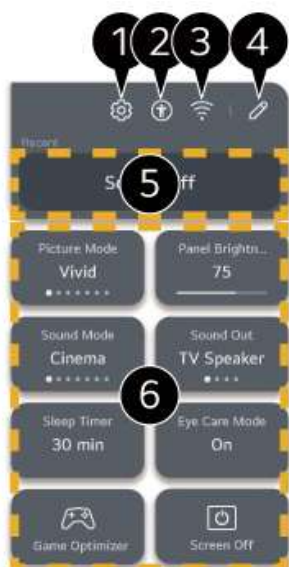 1 2 3 4
Recent
5
Picture Mode
Vivid
Panel Brightn...
75
Sound Mode
Cinema
Sound Out
TV Speaker
6
Sleep Timer
30 min
Eye Care Mode
On
Game Optimizer
Screen Off